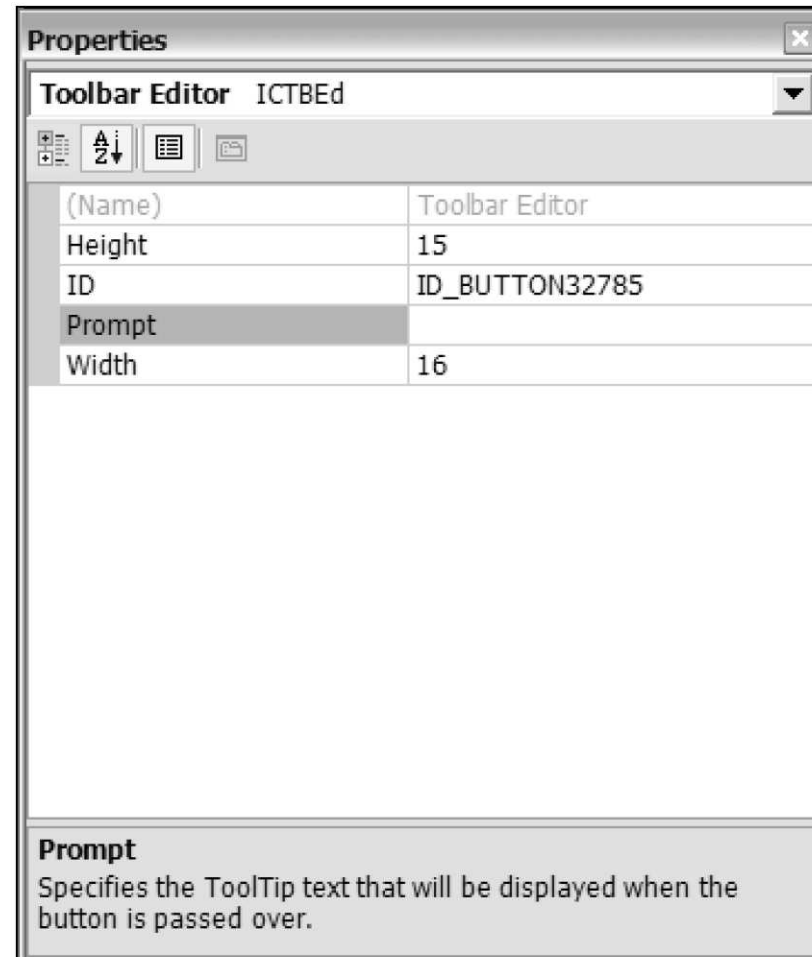 Properties
Toolbar Editor ICTBEd
(Name) Toolbar Editor
Height 15
ID ID_BUTTON32785
Prompt
Width 16
Prompt
Specifies the ToolTip text that will be displayed when the
button is passed over.